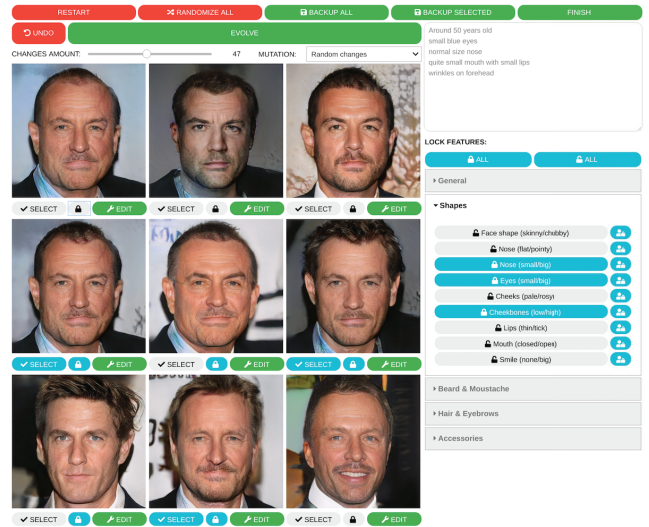 RESTART
RANDOMIZE ALL
BACKUP ALL
BACKUP SELECTED
FINISH
UNDO
EVOLVE
CHANGES AMOUNT:
47
MUTATION:
Random changes
Around 50 years old
small blue eyes
normal size nose
quite small mouth with small lips
wrinkles on forehead
LOCK FEATURES:
ALL
ALL
General
Shapes
Face shape (skinny/chubby)
Nose (flat/pointy)
Nose (small/big)
Eyes (small/big)
Cheeks (pale/rosy)
Cheekbones (low/high)
Lips (thin/tick)
Mouth (closed/open)
Smile (none/big)
Beard & Moustache
Hair & Eyebrows
Accessories
SELECT
EDIT
SELECT
EDIT
SELECT
EDIT
SELECT
EDIT
SELECT
EDIT
SELECT
EDIT
SELECT
EDIT
SELECT
EDIT
SELECT
EDIT